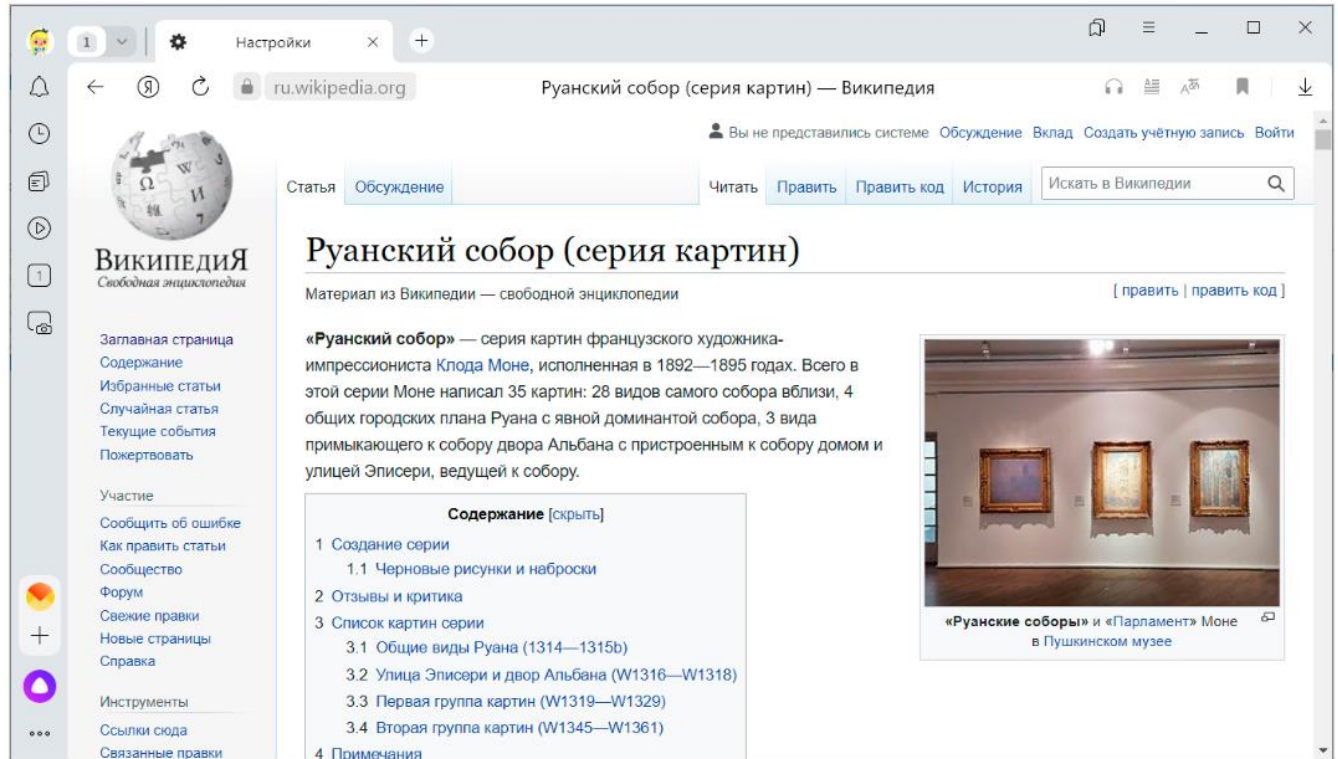 1
Настройки
Я
ru.wikipedia.org
Руанский собор (серия картин) — Википедия
Вы не представились системе Обсуждение Вклад Создать учётную запись Войти
Статья Обсуждение Читать Править Править код История Искать в Википедии
1
ВИКИПЕДИЯ
Свободная энциклопедия
Руанский собор (серия картин)
Материал из Википедии — свободной энциклопедии
[ править | править код ]
Заглавная страница
Содержание
Избранные статьи
Случайная статья
Текущие события
Пожертвовать
Участие
Сообщить об ошибке
Как править статьи
Сообщество
Форум
Свежие правки
Новые страницы
Справка
Инструменты
Ссылки сюда
Связанные правки
«Руанский собор» — серия картин французского художника-
импрессиониста Клода Моне, исполненная в 1892—1895 годах. Всего в
этой серии Моне написал 35 картин: 28 видов самого собора вблизи, 4
общих городских плана Руана с явной доминантой собора, 3 вида
примыкающего к собору двора Альбана с пристроенным к собору домом и
улицей Эписери, ведущей к собору.
Содержание [скрыть]
1 Создание серии
1.1 Черновые рисунки и наброски
2 Отзывы и критика
3 Список картин серии
3.1 Общие виды Руана (1314—1315b)
3.2 Улица Эписери и двор Альбана (W1316—W1318)
3.3 Первая группа картин (W1319—W1329)
3.4 Вторая группа картин (W1345—W1361)
4 Примечания
«Руанские соборы» и «Парламент» Моне
в Пушкинском музее